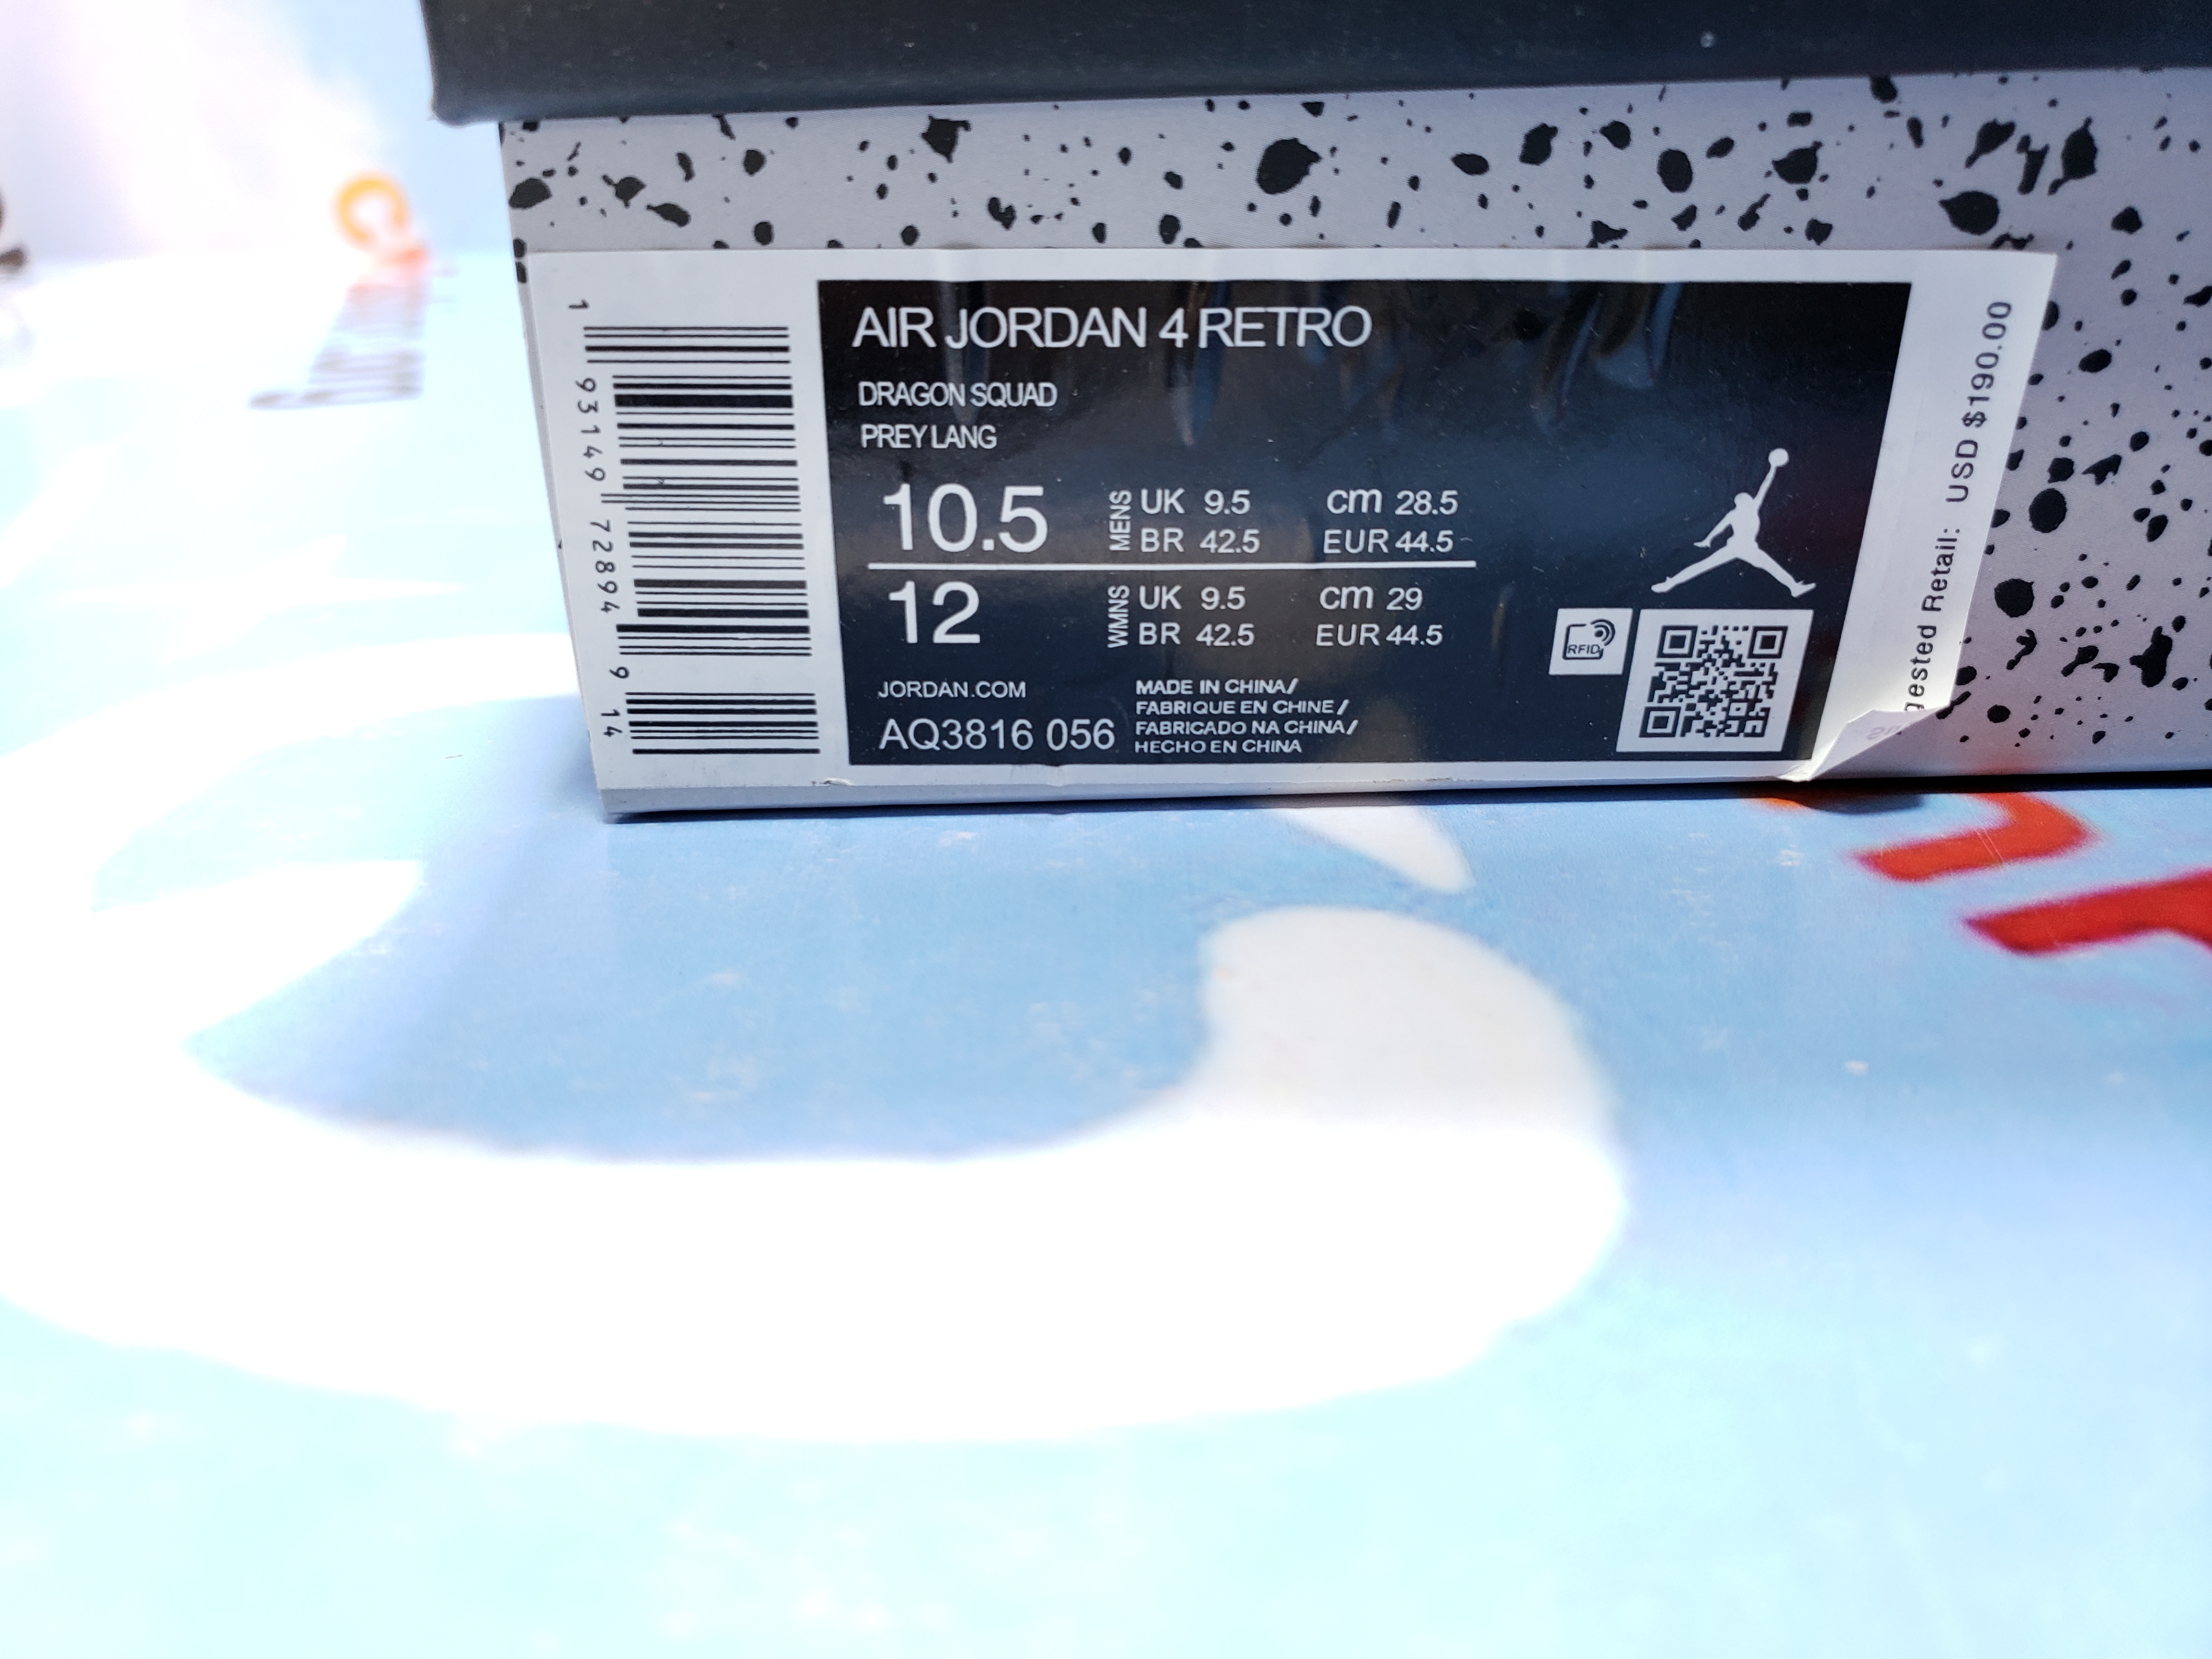 1 93149 72894 9 14
AIR JORDAN 4 RETRO
DRAGON SQUAD
PREY LANG
10.5 MENS UK 9.5 cm 28.5
BR 42.5 EUR 44.5
12 WMNS UK 9.5 cm 29
BR 42.5 EUR 44.5
JORDAN.COM
AQ3816 056
MADE IN CHINA/
FABRIQUE EN CHINE/
FABRICADO NA CHINA/
HECHO EN CHINA
RFID
gested Retail: USD $190.00